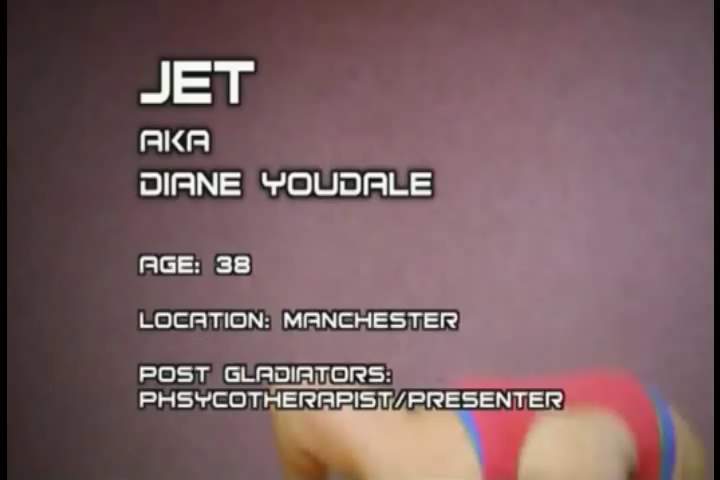 JET
AKA
DIANE YOUDALE
AGE: 38
LOCATION: MANCHESTER
POST GLADIATORS:
PHSYCOTHERAPIST/PRESENTER